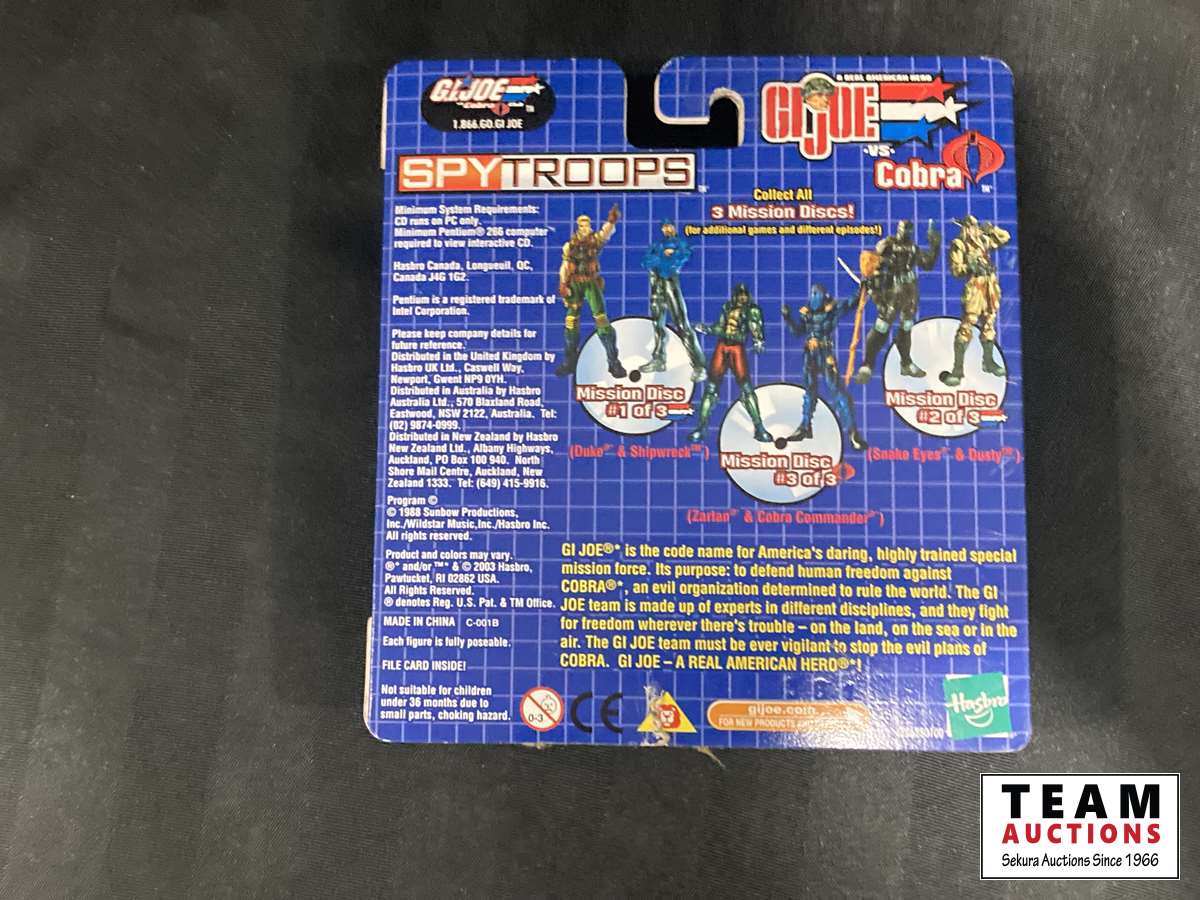 G.I.JOE
vs Cobra TM
1.866.GO.GI JOE
A REAL AMERICAN HERO
GI JOE
-VS-
Cobra TM
SPYTROOPS TM
Minimum System Requirements:
CD runs on PC only.
Minimum Pentium® 266 computer
required to view interactive CD.
Hasbro Canada, Longueuil, QC,
Canada J4G 1G2.
Pentium is a registered trademark of
Intel Corporation.
Please keep company details for
future reference.
Distributed in the United Kingdom by
Hasbro UK Ltd., Caswell Way,
Newport, Gwent NP9 0YH.
Distributed in Australia by Hasbro
Australia Ltd., 570 Blaxland Road,
Eastwood, NSW 2122, Australia. Tel:
(02) 9874-0999.
Distributed in New Zealand by Hasbro
New Zealand Ltd., Albany Highways,
Auckland, PO Box 100 940. North
Shore Mail Centre, Auckland, New
Zealand 1333. Tel: (649) 415-9916.
Program ©
© 1988 Sunbow Productions,
Inc./Wildstar Music,Inc./Hasbro Inc.
All rights reserved.
Product and colors may vary.
®* and/or ™* & © 2003 Hasbro,
Pawtucket, RI 02862 USA.
All Rights Reserved.
® denotes Reg. U.S. Pat. & TM Office.
MADE IN CHINA C-001B
Each figure is fully poseable.
FILE CARD INSIDE!
Not suitable for children
under 36 months due to
small parts, choking hazard.
0-3
CE
Collect All
3 Mission Discs!
(for additional games and different episodes!)
Mission Disc
#1 of 3
(Duke®* & Shipwreck™*)
Mission Disc
#2 of 3
(Snake Eyes®* & Dusty™*)
Mission Disc
#3 of 3
(Zartan®* & Cobra Commander®*)
GI JOE®* is the code name for America's daring, highly trained special
mission force. Its purpose: to defend human freedom against
COBRA®*, an evil organization determined to rule the world. The GI
JOE team is made up of experts in different disciplines, and they fight
for freedom wherever there's trouble – on the land, on the sea or in the
air. The GI JOE team must be ever vigilant to stop the evil plans of
COBRA. GI JOE – A REAL AMERICAN HERO®*!
gijoe.com
FOR NEW PRODUCTS AND
Hasbro
TEAM
AUCTIONS
Sekura Auctions Since 1966